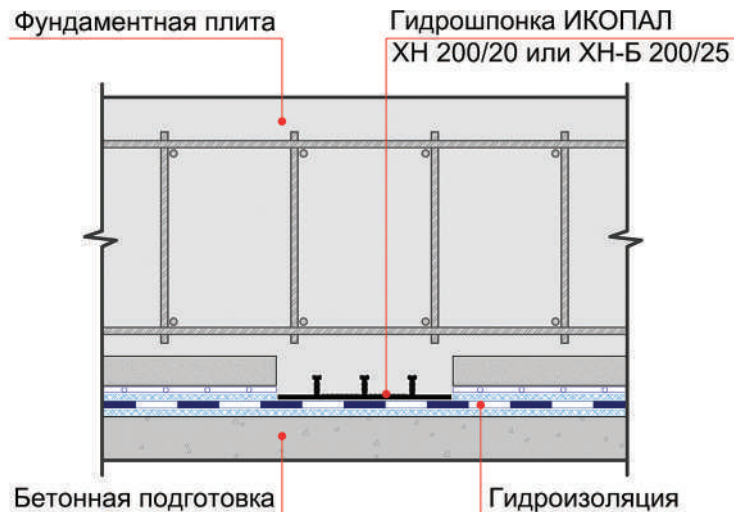 Фундаментная плита
Гидрошпонка ИКОПАЛ
ХН 200/20 или ХН-Б 200/25
Бетонная подготовка
Гидроизоляция